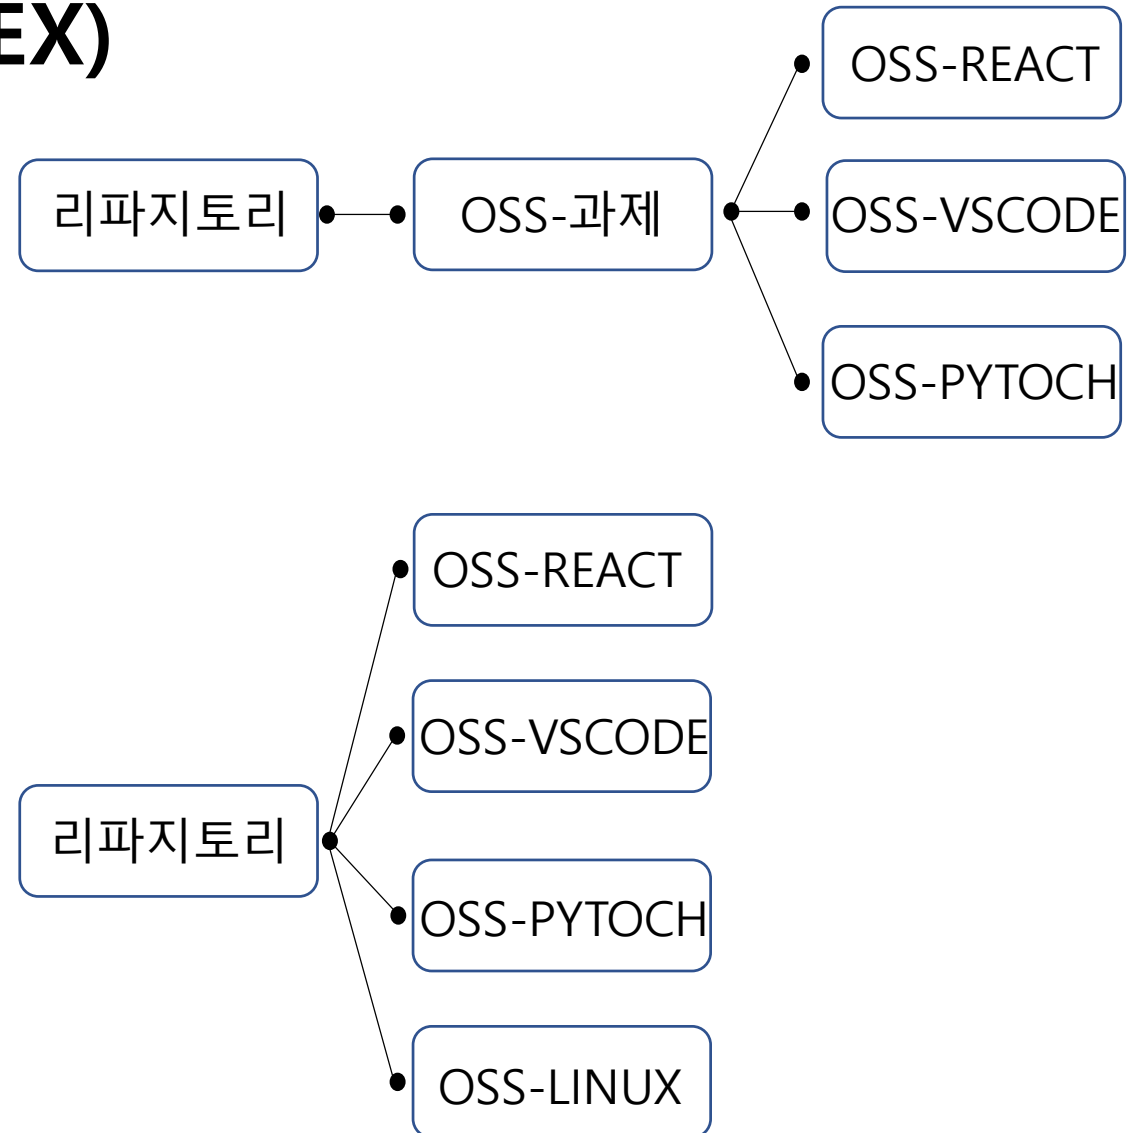 EX)
OSS-REACT
리파지토리
OSS-과제
OSS-VSCODE
OSS-PYTOCH
OSS-REACT
OSS-VSCODE
리파지토리
OSS-PYTOCH
OSS-LINUX